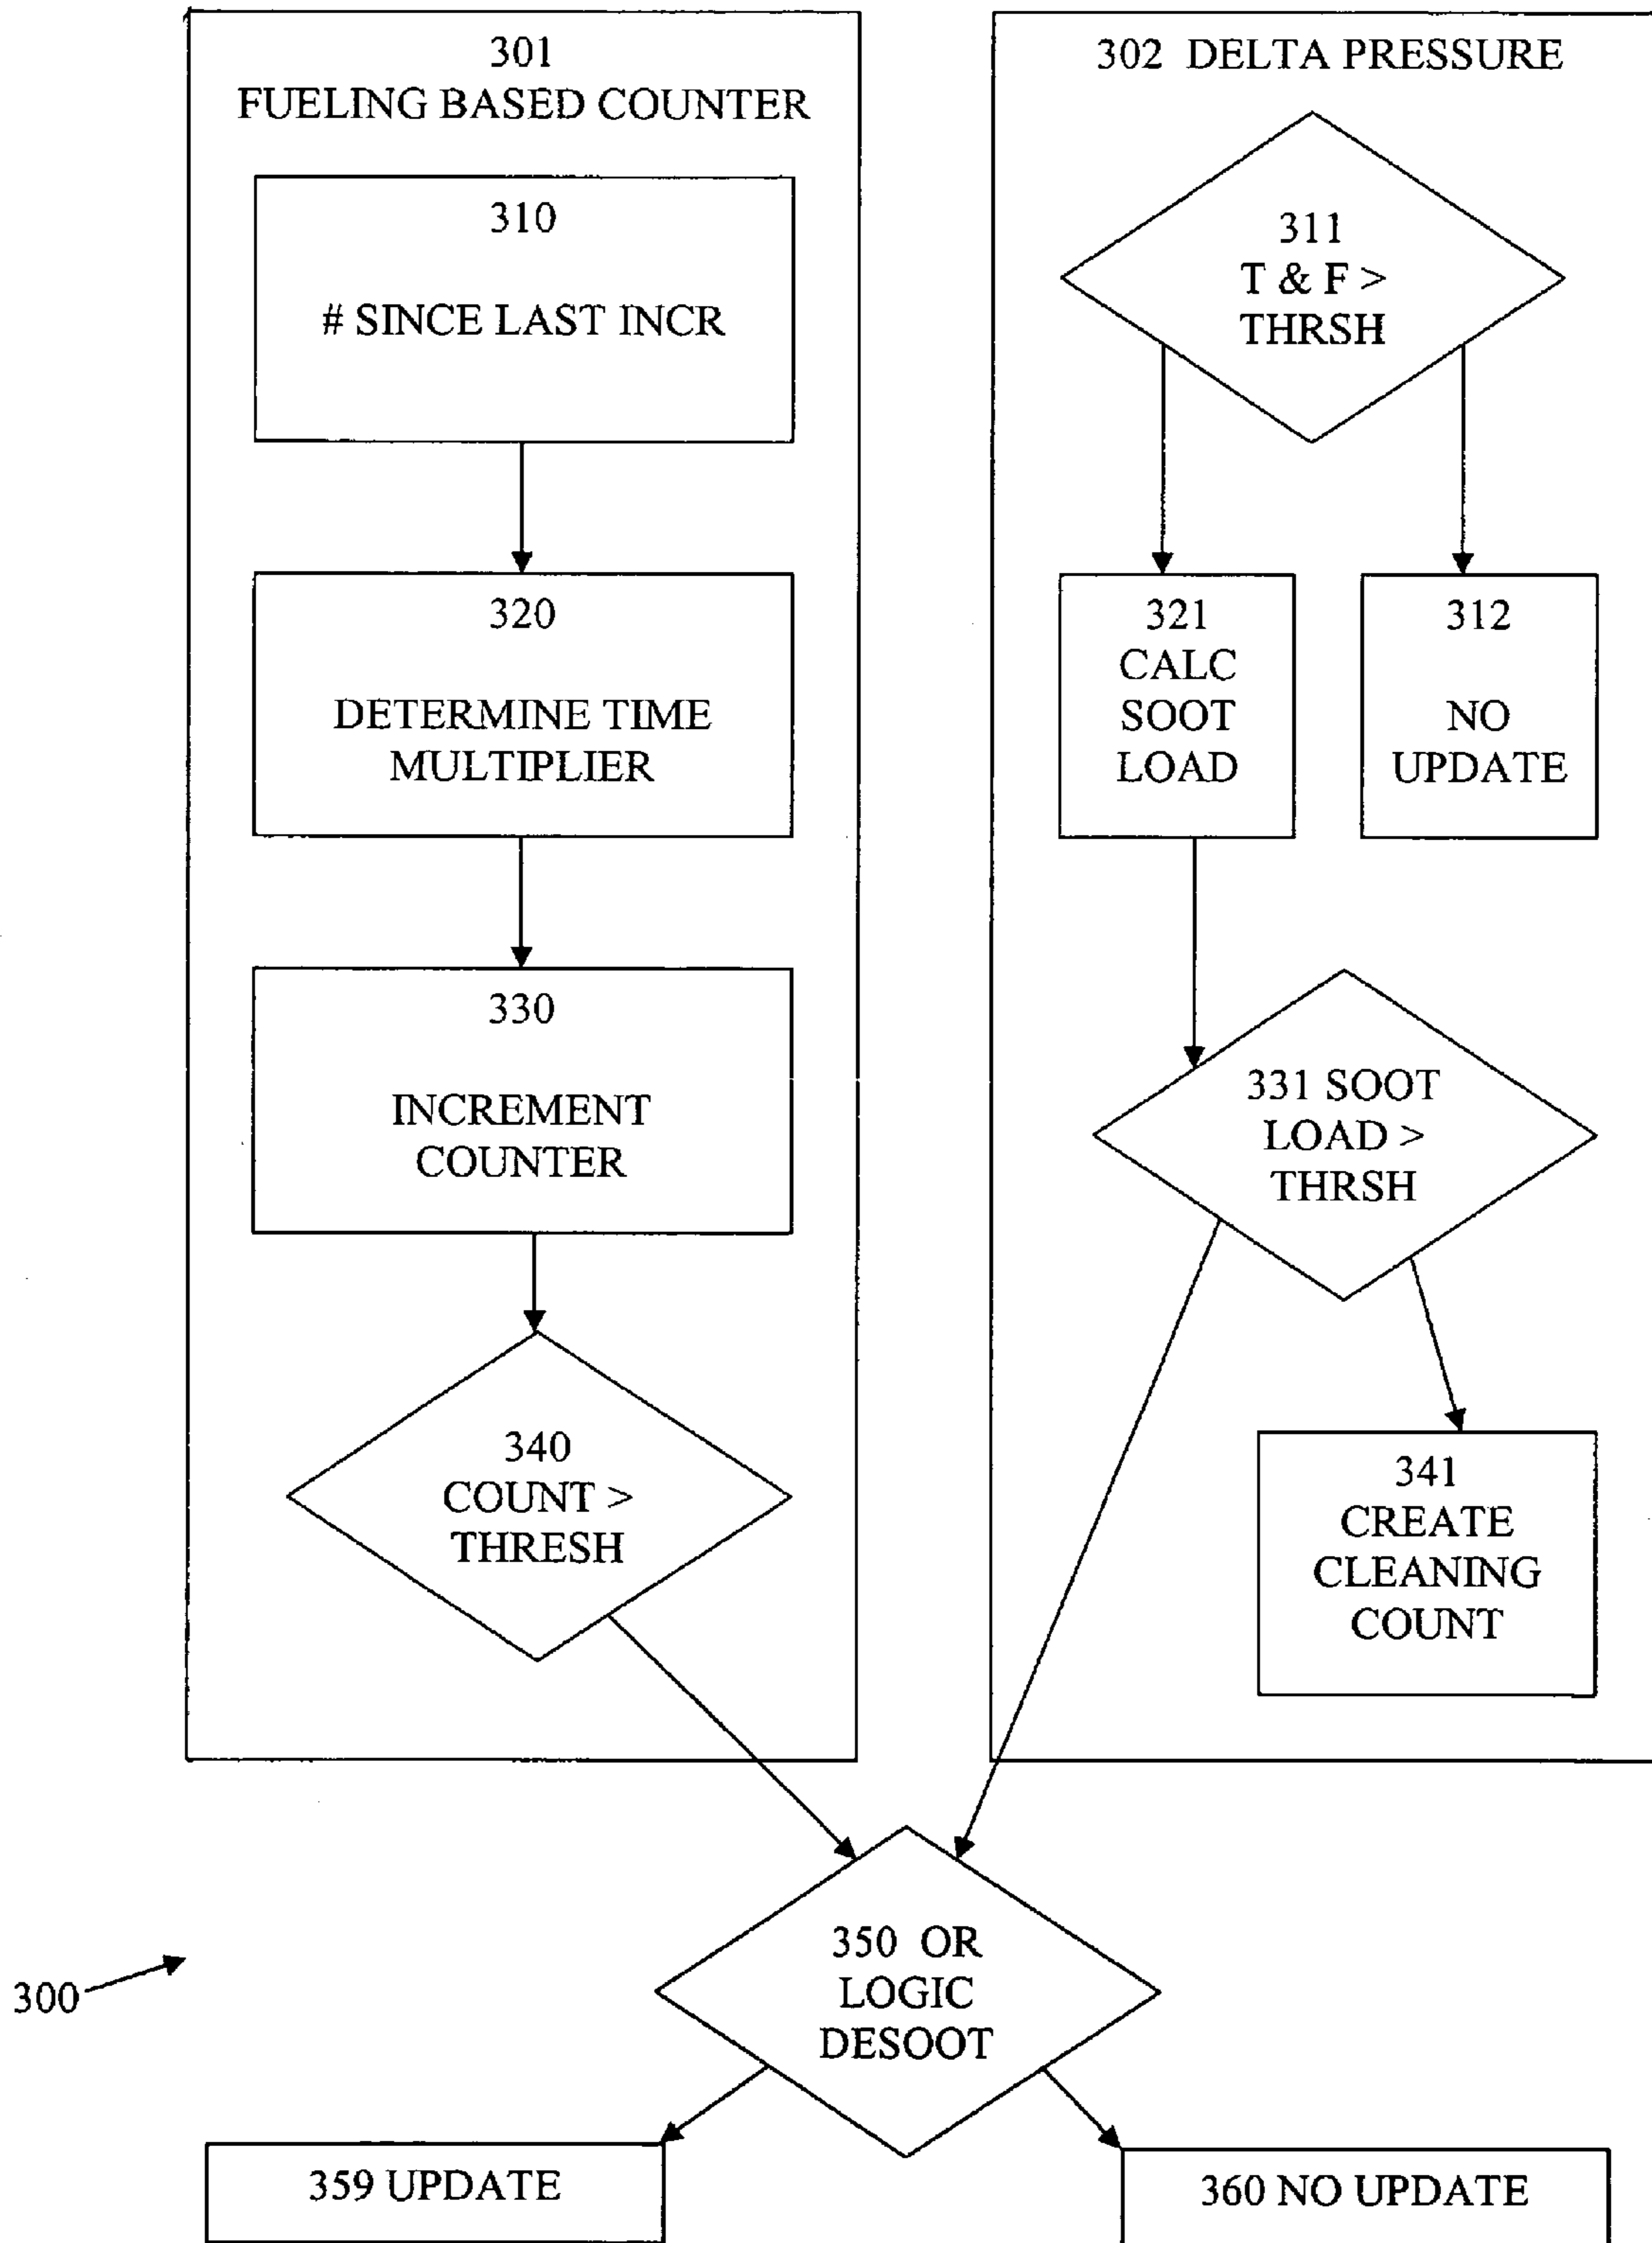 301
FUELING BASED COUNTER
310
# SINCE LAST INCR
320
DETERMINE TIME
MULTIPLIER
330
INCREMENT
COUNTER
340
COUNT >
THRESH
302 DELTA PRESSURE
311
T & F >
THRSH
321
CALC
SOOT
LOAD
312
NO
UPDATE
331 SOOT
LOAD >
THRSH
341
CREATE
CLEANING
COUNT
350 OR
LOGIC
DESOOT
300
359 UPDATE
360 NO UPDATE